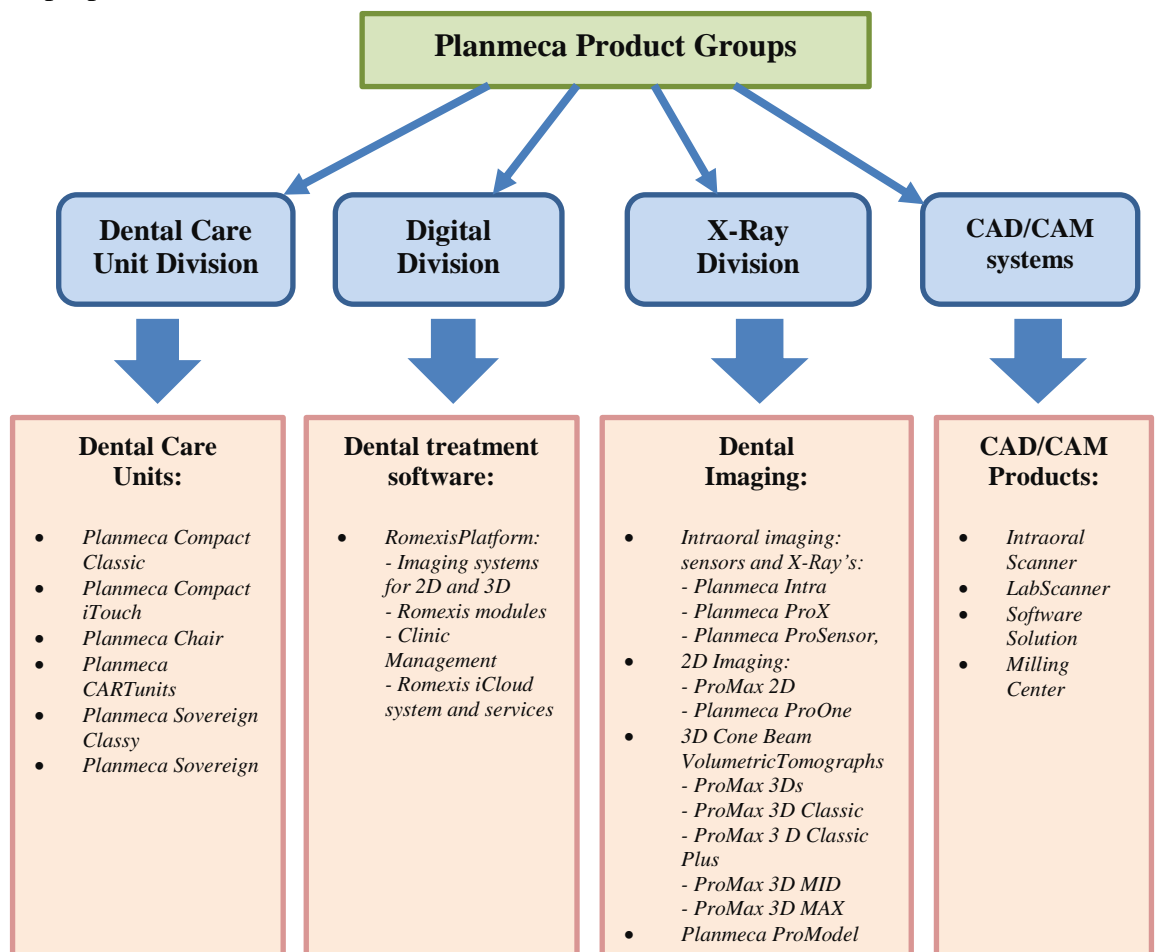 Planmeca Product Groups
Dental Care
Unit Division
Digital
Division
X-Ray
Division
CAD/CAM
systems
Dental Care
Units:
• Planmeca Compact
Classic
• Planmeca Compact
iTouch
• Planmeca Chair
• Planmeca
CARTunits
• Planmeca Sovereign
Classy
• Planmeca Sovereign
Dental treatment
software:
• RomexisPlatform:
- Imaging systems
for 2D and 3D
- Romexis modules
- Clinic
Management
- Romexis iCloud
system and services
Dental
Imaging:
• Intraoral imaging:
sensors and X-Ray's:
- Planmeca Intra
- Planmeca ProX
- Planmeca ProSensor,
• 2D Imaging:
- ProMax 2D
- Planmeca ProOne
• 3D Cone Beam
VolumetricTomographs
- ProMax 3Ds
- ProMax 3D Classic
- ProMax 3 D Classic
Plus
- ProMax 3D MID
- ProMax 3D MAX
• Planmeca ProModel
CAD/CAM
Products:
• Intraoral
Scanner
• LabScanner
• Software
Solution
• Milling
Center